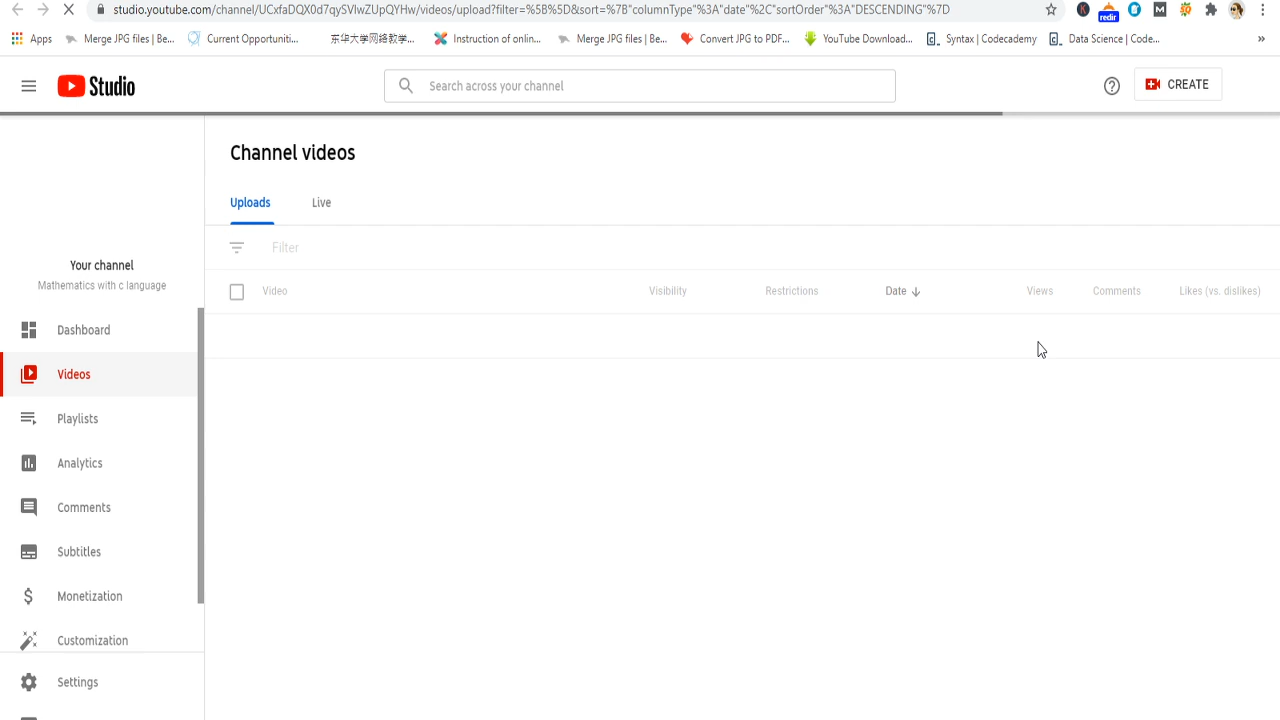 studio.youtube.com/channel/UCxfaDQX0d7qySVlwZUpQYHw/videos/upload?filter=%5B%5D&sort=%7B"columnType"%3A"date"%2C"sortOrder"%3A"DESCENDING"%7D
redir
Apps Merge JPG files | Be... Current Opportuniti... 东华大学网络教学... Instruction of onlin... Merge JPG files | Be... Convert JPG to PDF... YouTube Download... Syntax | Codecademy Data Science | Code... »
Studio
Search across your channel
CREATE
Channel videos
Uploads Live
Filter
Video Visibility Restrictions Date Views Comments Likes (vs. dislikes)
Your channel
Mathematics with c language
Dashboard
Videos
Playlists
Analytics
Comments
Subtitles
Monetization
Customization
Settings